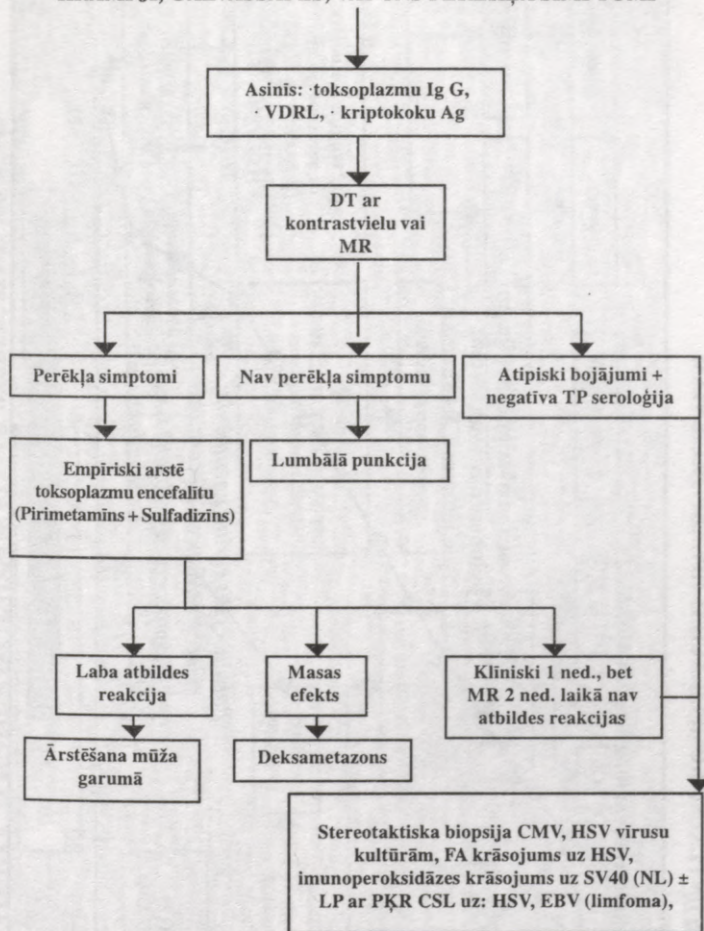 Asinīs: ·toksoplazmu Ig G,
· VDRL, · kriptokoku Ag
DT ar
kontrastvielu vai
MR
Perēkļa simptomi
Nav perēkļa simptomu
Atipiski bojājumi +
negatīva TP seroloģija
Empīriski arstē
toksoplazmu encefalītu
(Pirimetamīns + Sulfadizīns)
Lumbālā punkcija
Laba atbildes
reakcija
Masas
efekts
Klīniski 1 ned., bet
MR 2 ned. laikā nav
atbildes reakcijas
Ārstēšana mūža
garumā
Deksametazons
Stereotaktiska biopsija CMV, HSV vīrusu
kultūrām, FA krāsojums uz HSV,
imunoperoksidāzes krāsojums uz SV40 (NL) ±
LP ar PĶR CSL uz: HSV, EBV (limfoma),